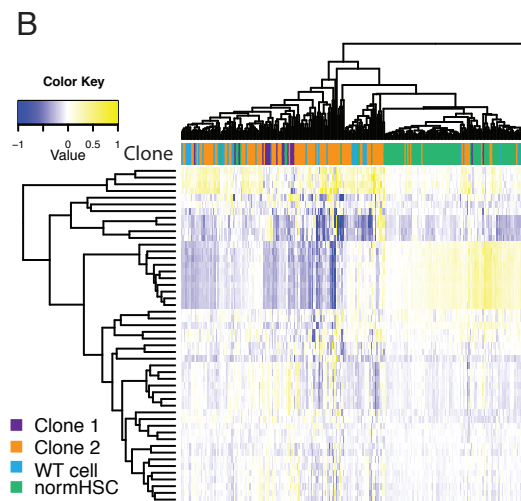 B
Color Key
−1 0 0.5 1
Value
Clone
Clone 1
Clone 2
WT cell
normHSC